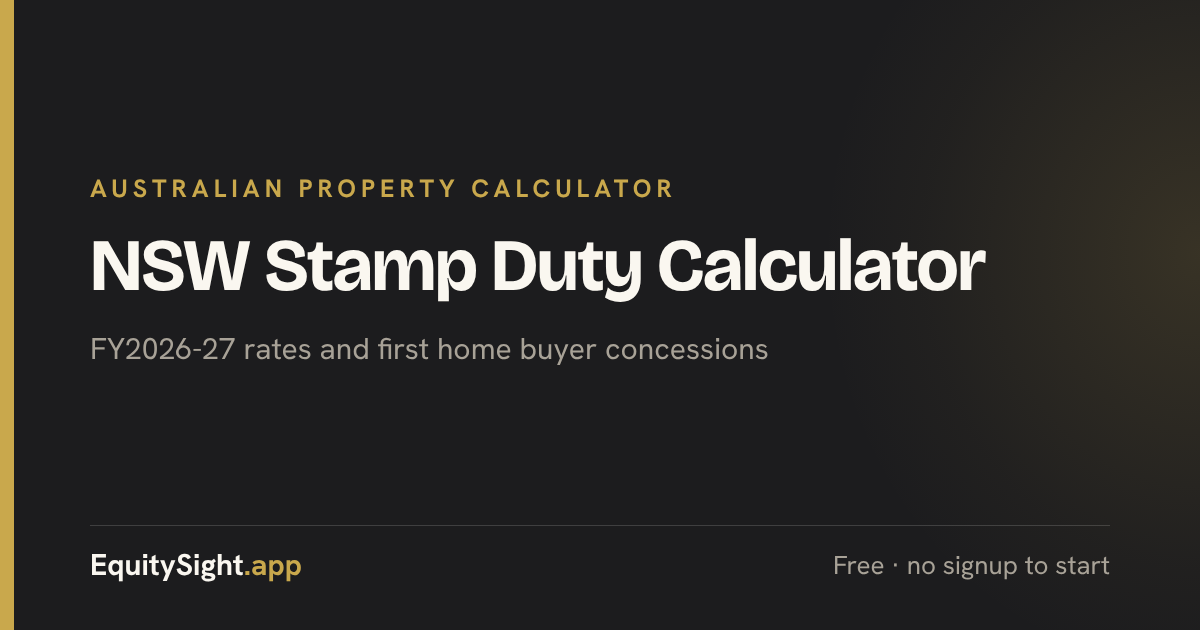 AUSTRALIAN PROPERTY CALCULATOR
NSW Stamp Duty Calculator
FY2026-27 rates and first home buyer concessions
EquitySight.app
Free · no signup to start